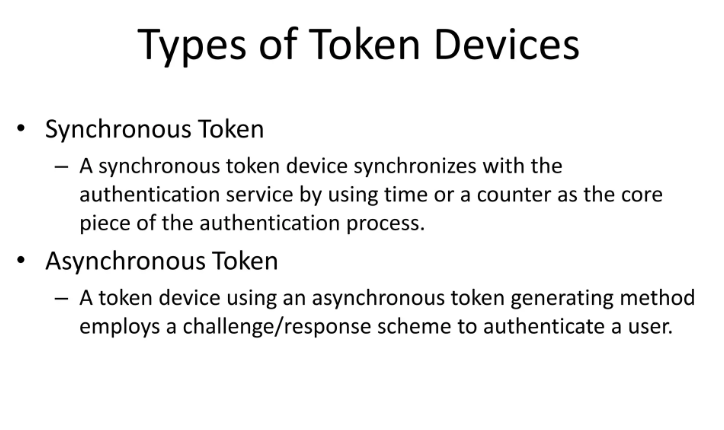 Types of Token Devices
• Synchronous Token
– A synchronous token device synchronizes with the
authentication service by using time or a counter as the core
piece of the authentication process.
• Asynchronous Token
– A token device using an asynchronous token generating method
employs a challenge/response scheme to authenticate a user.